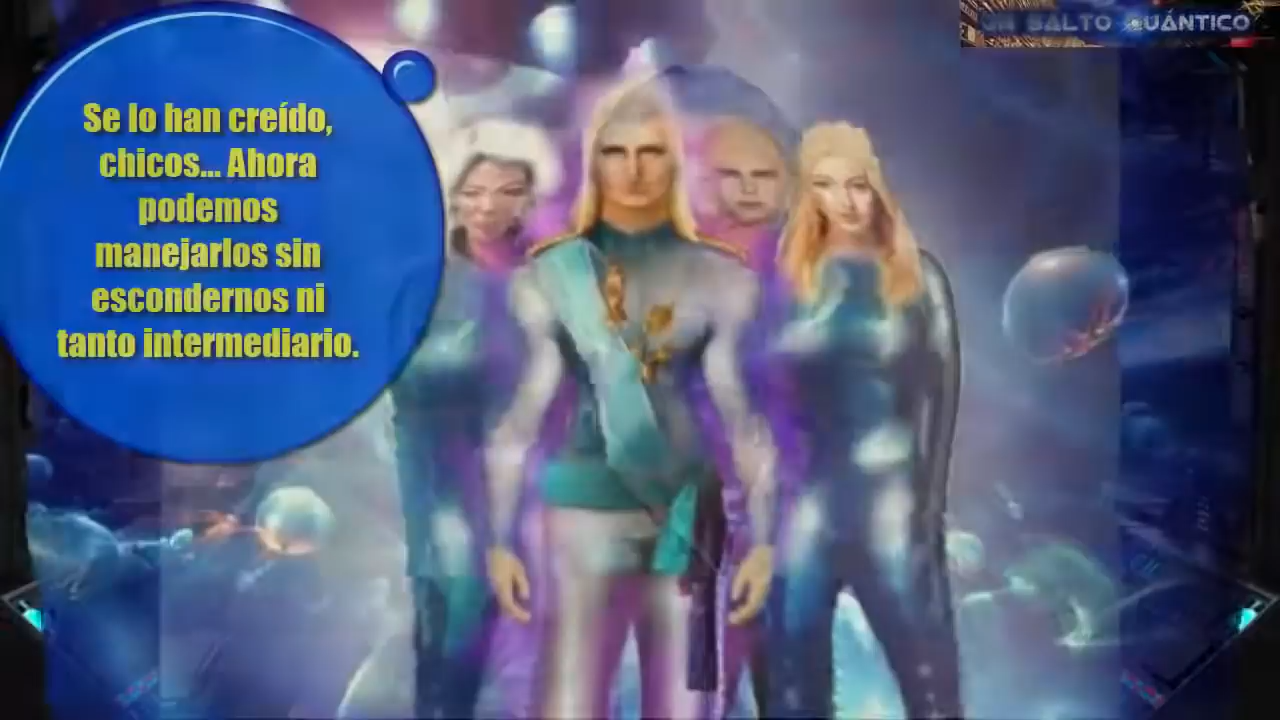 UN SALTO CUÁNTICO
Se lo han creído,
chicos... Ahora
podemos
manejarlos sin
escondernos ni
tanto intermediario.